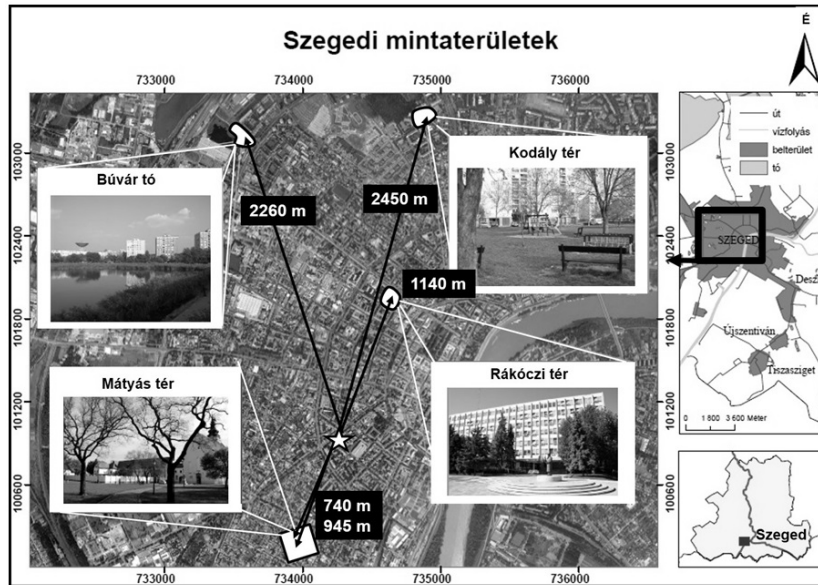 Szegedi mintaterületek
É
733000
734000
735000
736000
103000
102400
101800
101200
100600
Búvár tó
2260 m
2450 m
Kodály tér
1140 m
Mátyás tér
Rákóczi tér
740 m
945 m
733000
734000
735000
736000
103000
102400
101800
101200
100600
út
vízfolyás
belterület
tó
SZEGED
Desz
Újszentiván
Tiszasziget
0 1 800 3 600 Méter
Szeged